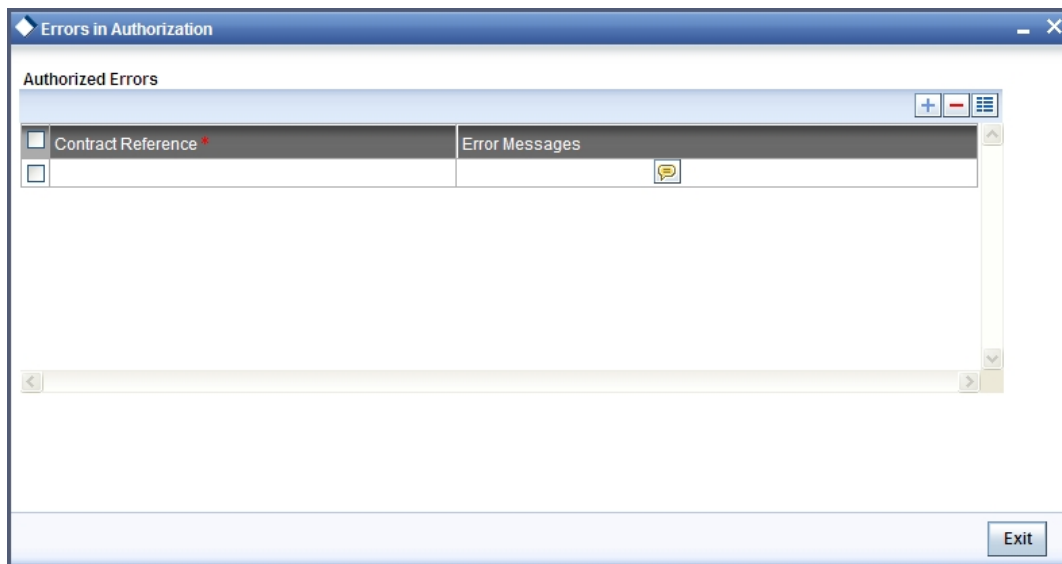 Errors in Authorization
Authorized Errors
Contract Reference * Error Messages
Exit